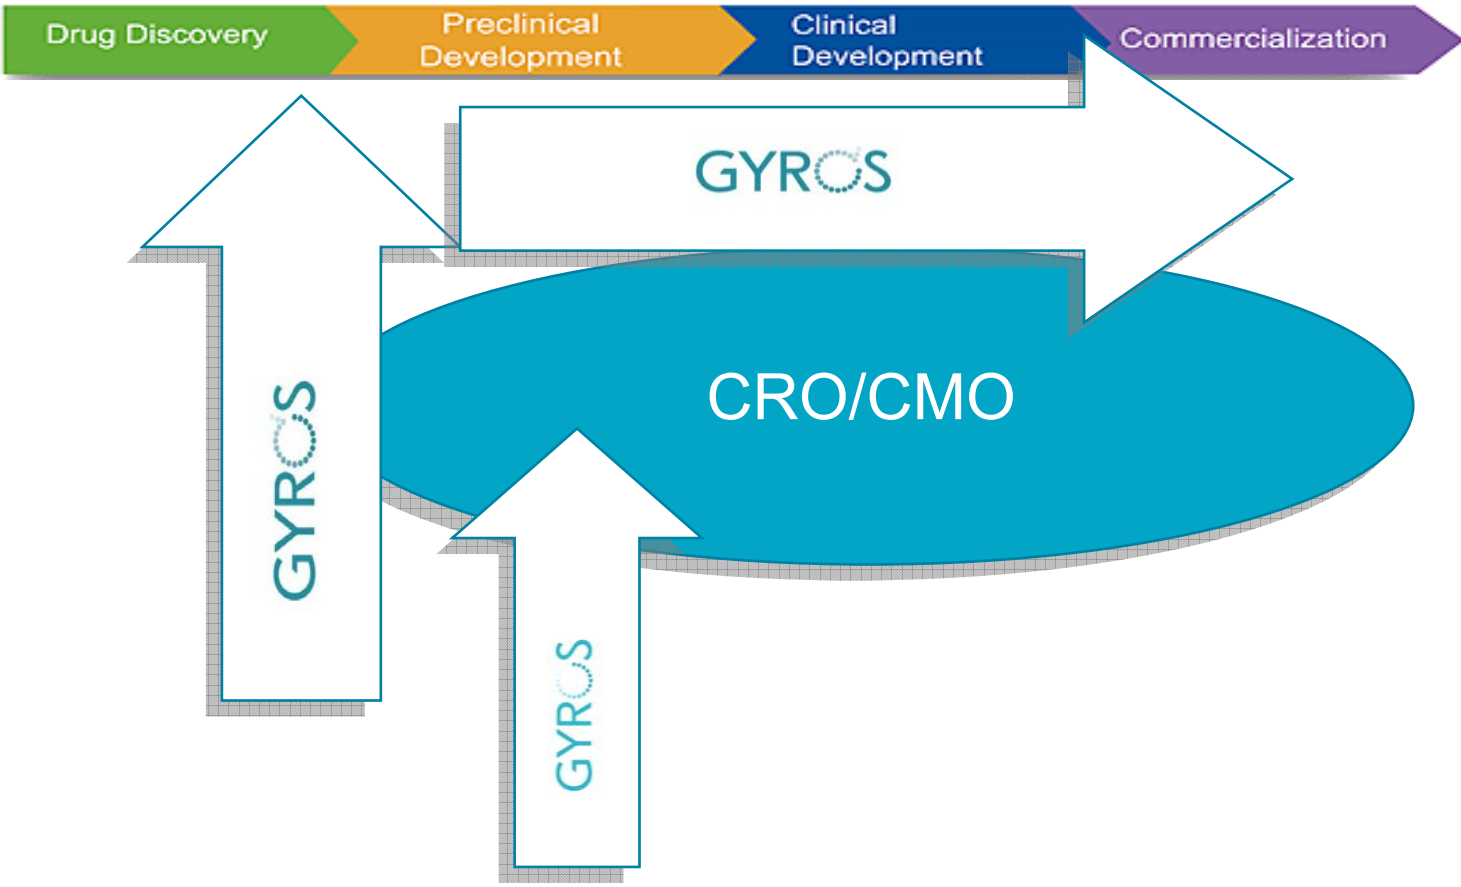 Drug Discovery
Preclinical
Development
Clinical
Development
Commercialization
GYROS
CRO/CMO
GYROS
GYROS